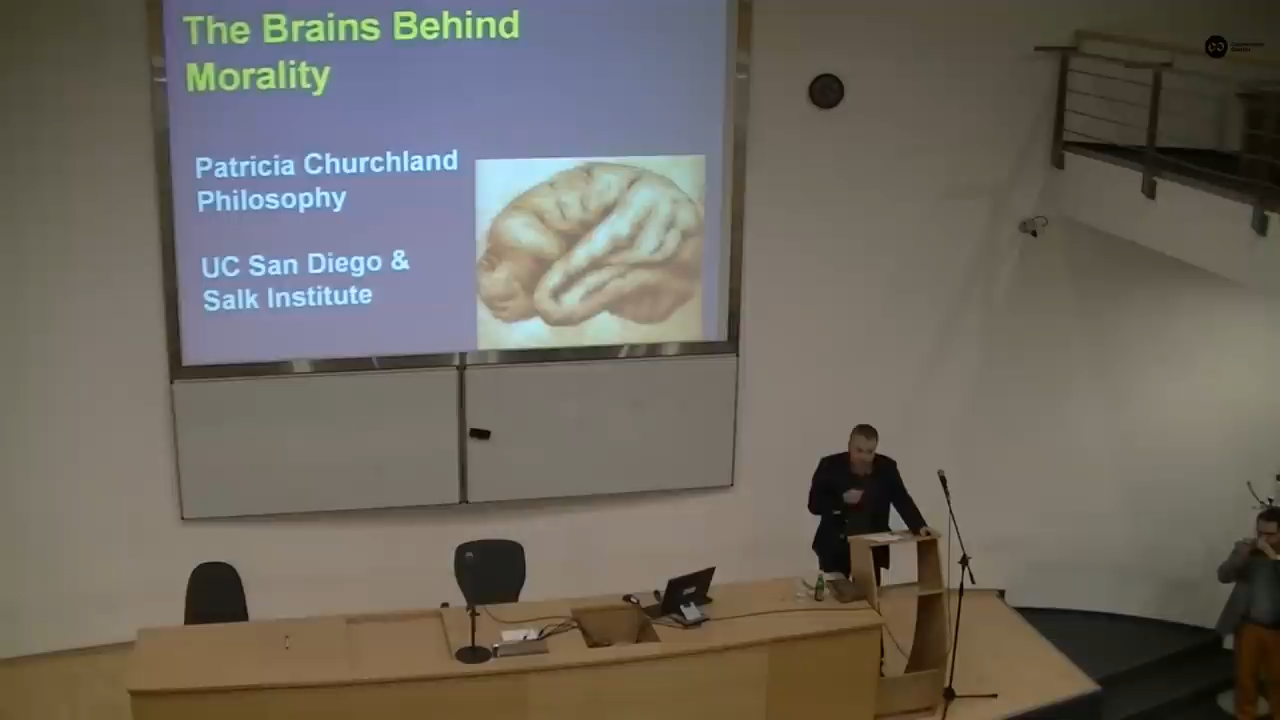 The Brains Behind
Morality
Patricia Churchland
Philosophy
UC San Diego &
Salk Institute